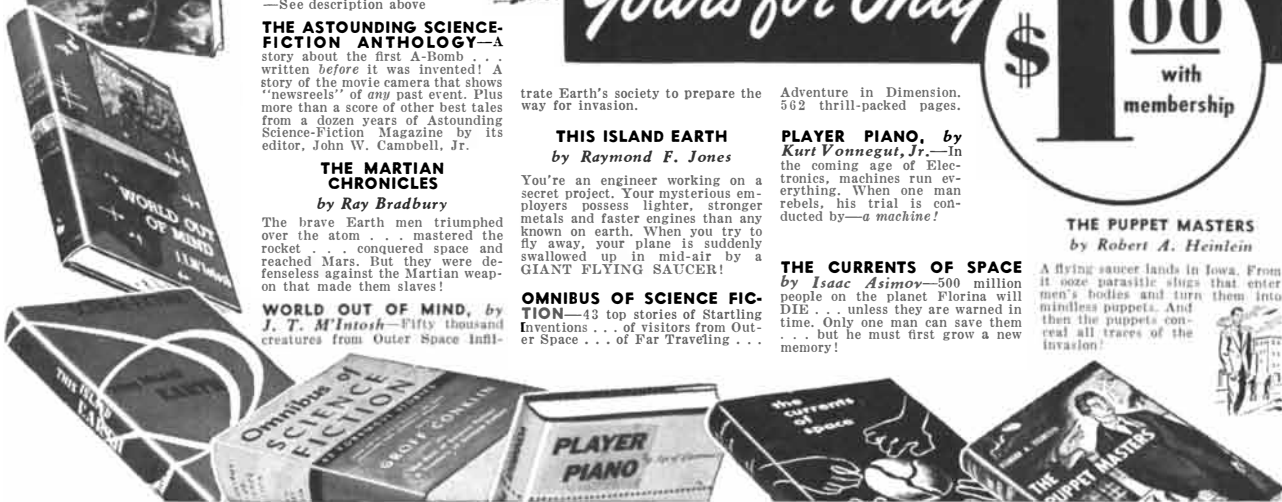 —See description above
THE ASTOUNDING SCIENCE-
FICTION ANTHOLOGY—A
story about the first A-Bomb . . .
written before it was invented! A
story of the movie camera that shows
"newsreels" of any past event. Plus
more than a score of other best tales
from a dozen years of Astounding
Science-Fiction Magazine by its
editor, John W. Campbell, Jr.
THE MARTIAN
CHRONICLES
by Ray Bradbury
The brave Earth men triumphed
over the atom . . . mastered the
rocket . . . conquered space and
reached Mars. But they were de-
fenseless against the Martian weap-
on that made them slaves!
WORLD OUT OF MIND, by
J. T. M'Intosh—Fifty thousand
creatures from Outer Space infil-
trate Earth's society to prepare the
way for invasion.
THIS ISLAND EARTH
by Raymond F. Jones
You're an engineer working on a
secret project. Your mysterious em-
ployers possess lighter, stronger
metals and faster engines than any
known on earth. When you try to
fly away, your plane is suddenly
swallowed up in mid-air by a
GIANT FLYING SAUCER!
OMNIBUS OF SCIENCE FIC-
TION—43 top stories of Startling
Inventions . . . of visitors from Out-
er Space . . . of Far Traveling . . .
Adventure in Dimension.
562 thrill-packed pages.
PLAYER PIANO, by
Kurt Vonnegut, Jr.—In
the coming age of Elec-
tronics, machines run ev-
erything. When one man
rebels, his trial is con-
ducted by—a machine!
THE CURRENTS OF SPACE
by Isaac Asimov—500 million
people on the planet Florina will
DIE . . . unless they are warned in
time. Only one man can save them
. . . but he must first grow a new
memory!
Yours for Only
$1.00
with
membership
THE PUPPET MASTERS
by Robert A. Heinlein
A flying saucer lands in Iowa. From
it ooze parasitic slugs that enter
men's bodies and turn them into
mindless puppets. And
then the puppets con-
ceal all traces of the
invasion!
WORLD OUT
OF MIND
J.T. M'Intosh
THIS ISLAND
EARTH
EARTH
Omnibus of
SCIENCE
FICTION
GROFF CONKLIN
PLAYER
PIANO
the
currents
of
space
THE
PUPPET MASTERS